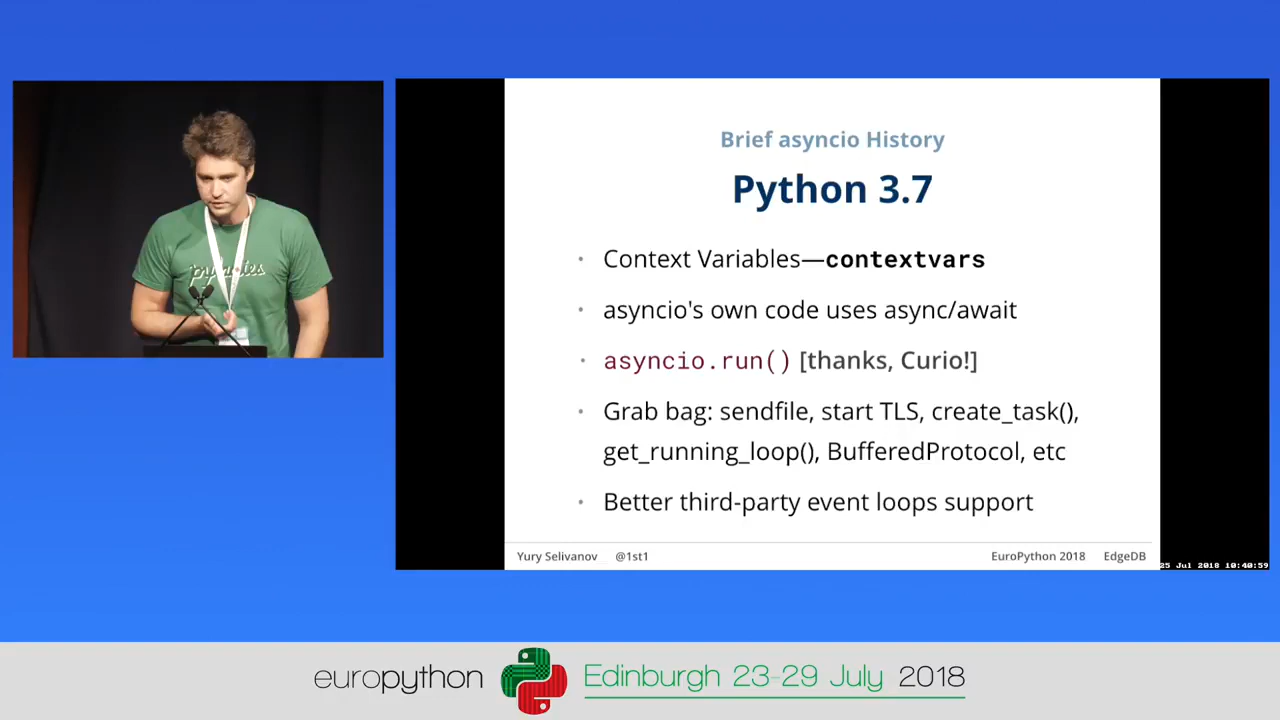 Brief asyncio History
Python 3.7
Context Variables—contextvars
asyncio's own code uses async/await
asyncio.run() [thanks, Curio!]
Grab bag: sendfile, start TLS, create_task(),
get_running_loop(), BufferedProtocol, etc
Better third-party event loops support
Yury Selivanov @1st1
EuroPython 2018 EdgeDB
25 Jul 2018 10:40:59
europython
Edinburgh 23-29 July 2018